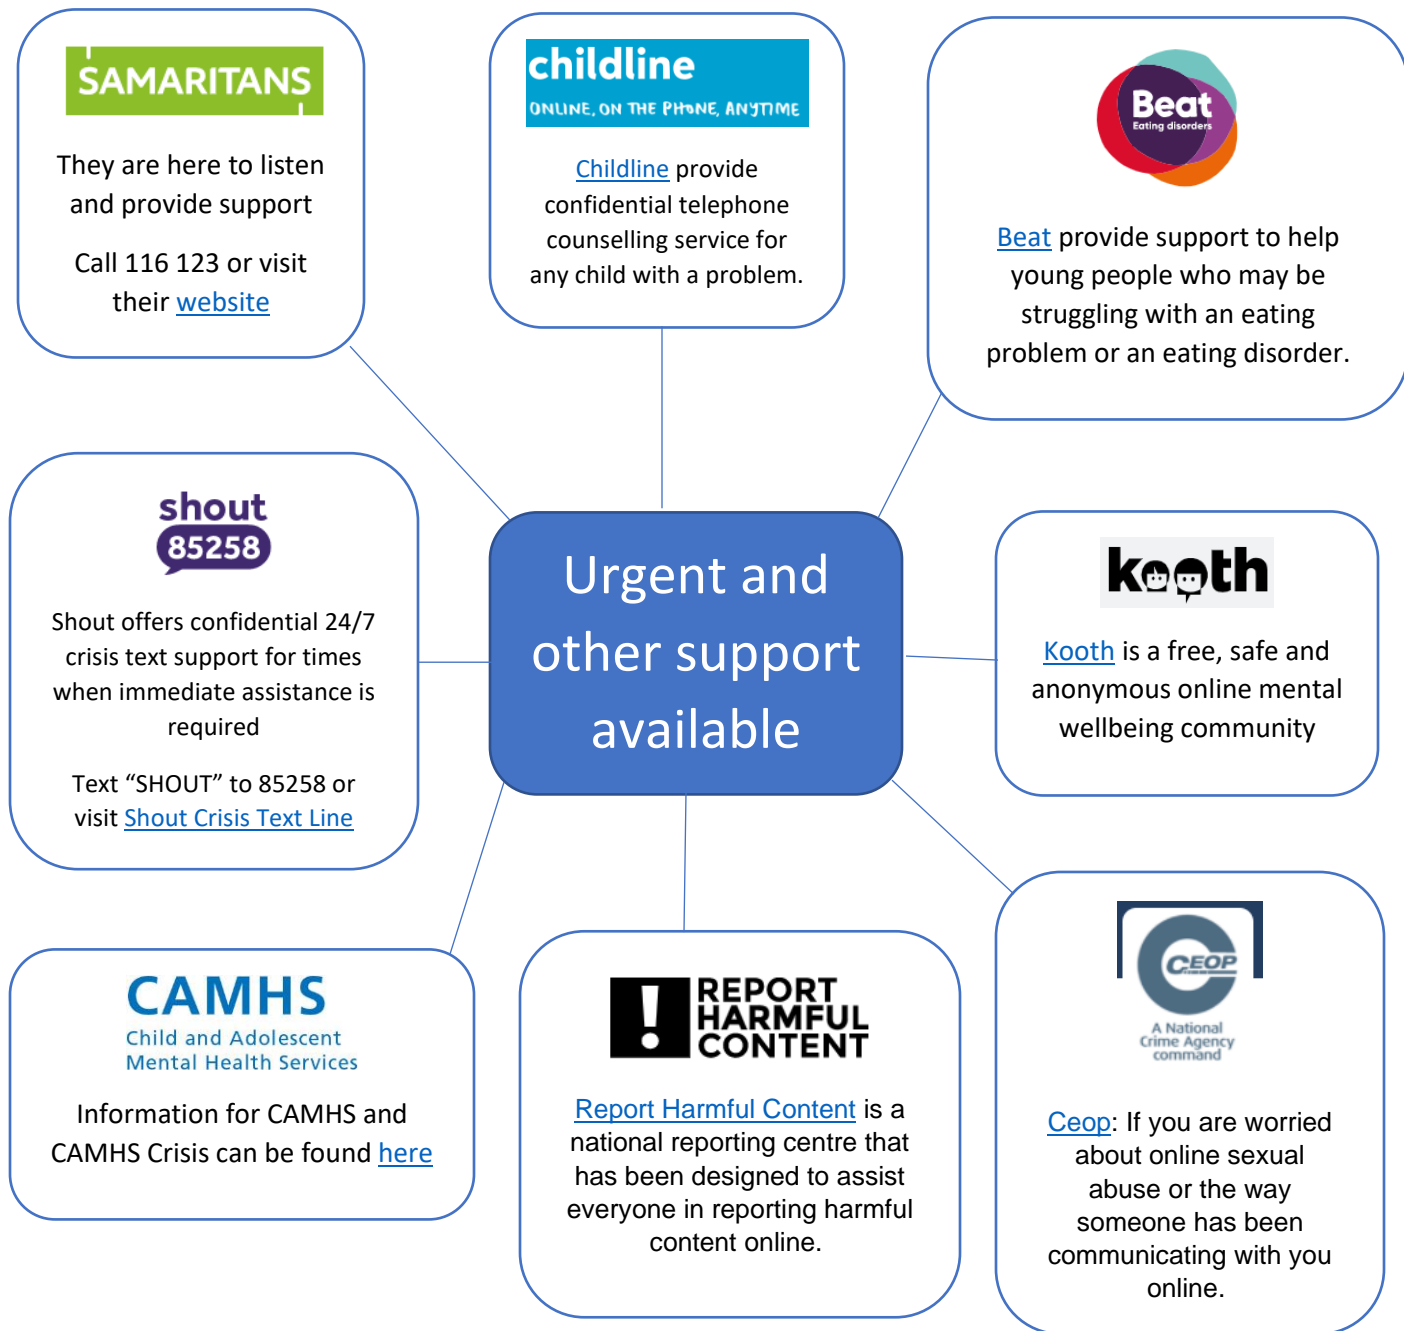 SAMARITANS
They are here to listen
and provide support
Call 116 123 or visit
their website
childline
ONLINE, ON THE PHONE, ANYTIME
Childline provide
confidential telephone
counselling service for
any child with a problem.
Beat
Eating disorders
Beat provide support to help
young people who may be
struggling with an eating
problem or an eating disorder.
shout
85258
Shout offers confidential 24/7
crisis text support for times
when immediate assistance is
required
Text “SHOUT” to 85258 or
visit Shout Crisis Text Line
Urgent and
other support
available
kooth
Kooth is a free, safe and
anonymous online mental
wellbeing community
CAMHS
Child and Adolescent
Mental Health Services
Information for CAMHS and
CAMHS Crisis can be found here
! REPORT
HARMFUL
CONTENT
Report Harmful Content is a
national reporting centre that
has been designed to assist
everyone in reporting harmful
content online.
CEOP
A National
Crime Agency
command
Ceop: If you are worried
about online sexual
abuse or the way
someone has been
communicating with you
online.